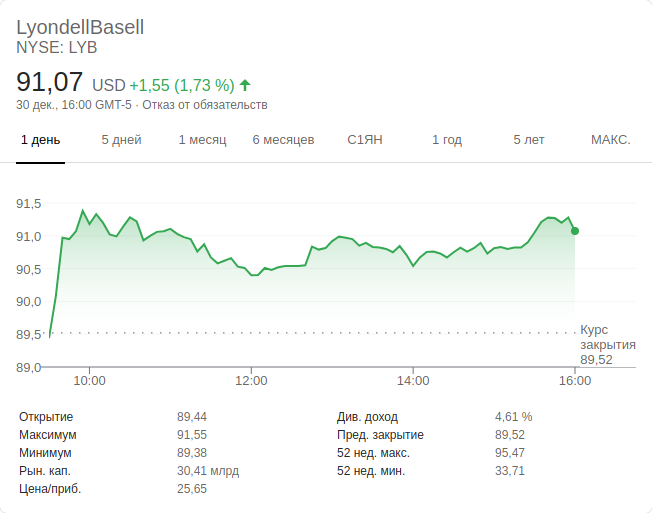 LyondellBasell
NYSE: LYB
91,07 USD +1,55 (1,73 %)
30 дек., 16:00 GMT-5 · Отказ от обязательств
1 день 5 дней 1 месяц 6 месяцев С1ЯН 1 год 5 лет МАКС.
91,5
91,0
90,5
90,0
89,5
Курс
закрытия
89,52
89,0
10:00 12:00 14:00 16:00
Открытие 89,44 Див. доход 4,61 %
Максимум 91,55 Пред. закрытие 89,52
Минимум 89,38 52 нед. макс. 95,47
Рын. кап. 30,41 млрд 52 нед. мин. 33,71
Цена/приб. 25,65